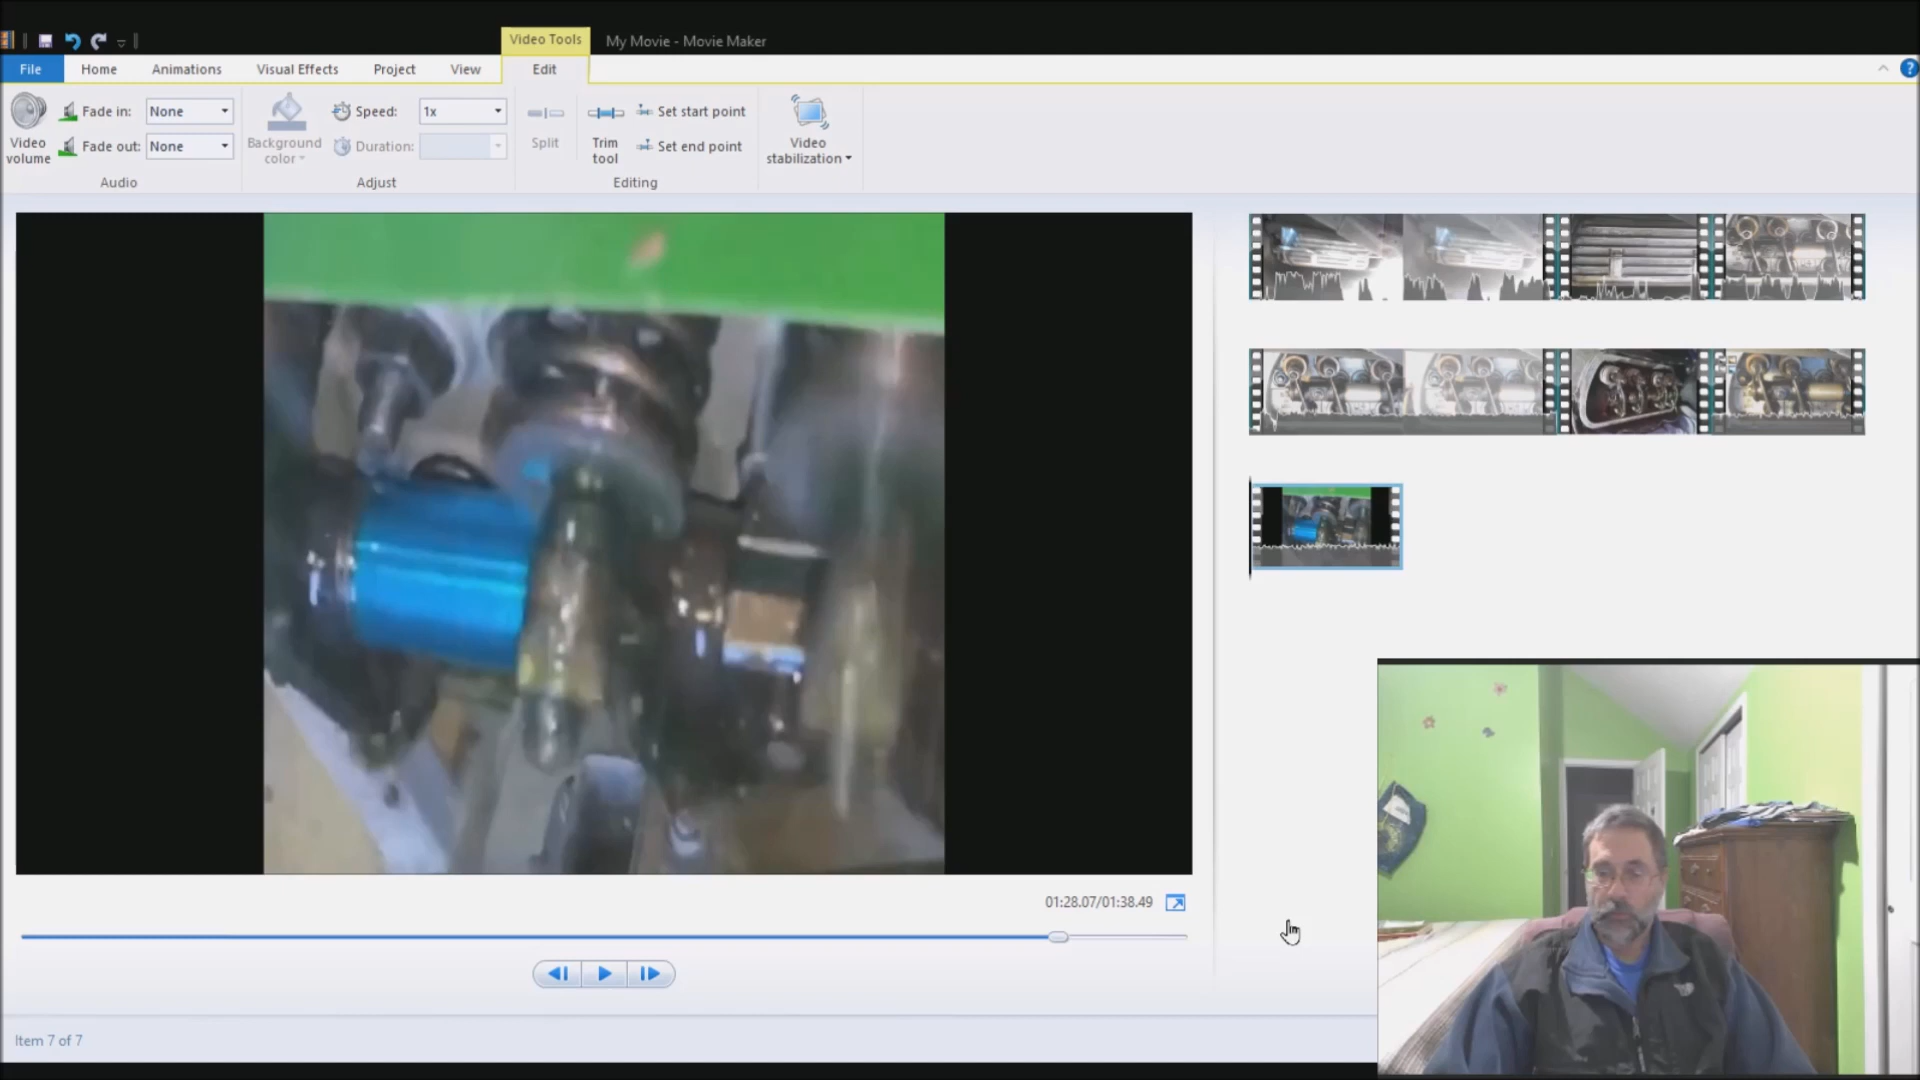 Video Tools
My Movie - Movie Maker
File
Home
Animations
Visual Effects
Project
View
Edit
Video
volume
Fade in:
None
Fade out:
None
Audio
Background
color
Speed:
1x
Duration:
Adjust
Split
Trim
tool
Set start point
Set end point
Editing
Video
stabilization
01:28.07/01:38.49
Item 7 of 7